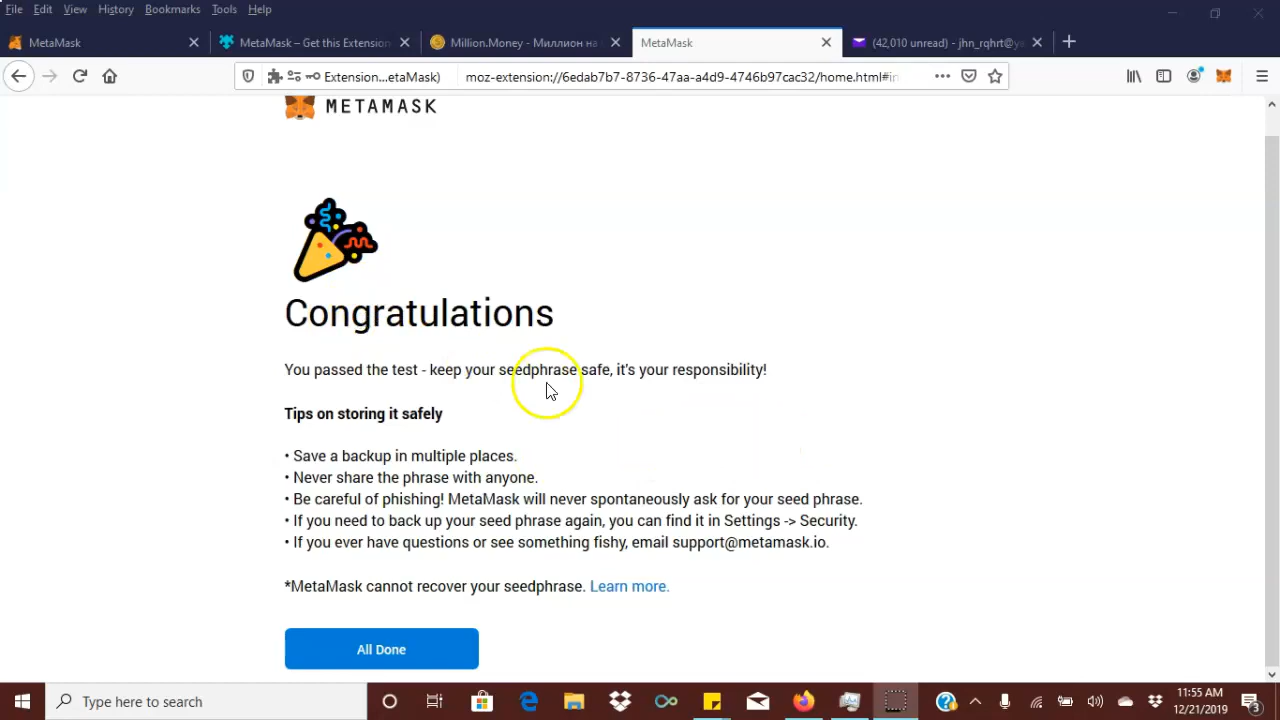 File Edit View History Bookmarks Tools Help
MetaMask
MetaMask – Get this Extension
Million.Money - Миллион на
MetaMask
(42,010 unread) - jhn_rqhrt@y
Extension...etaMask)
moz-extension://6edab7b7-8736-47aa-a4d9-4746b97cac32/home.html#in
METAMASK
Congratulations
You passed the test - keep your seedphrase safe, it's your responsibility!
Tips on storing it safely
• Save a backup in multiple places.
• Never share the phrase with anyone.
• Be careful of phishing! MetaMask will never spontaneously ask for your seed phrase.
• If you need to back up your seed phrase again, you can find it in Settings -> Security.
• If you ever have questions or see something fishy, email support@metamask.io.
*MetaMask cannot recover your seedphrase. Learn more.
All Done
Type here to search
11:55 AM
12/21/2019
3